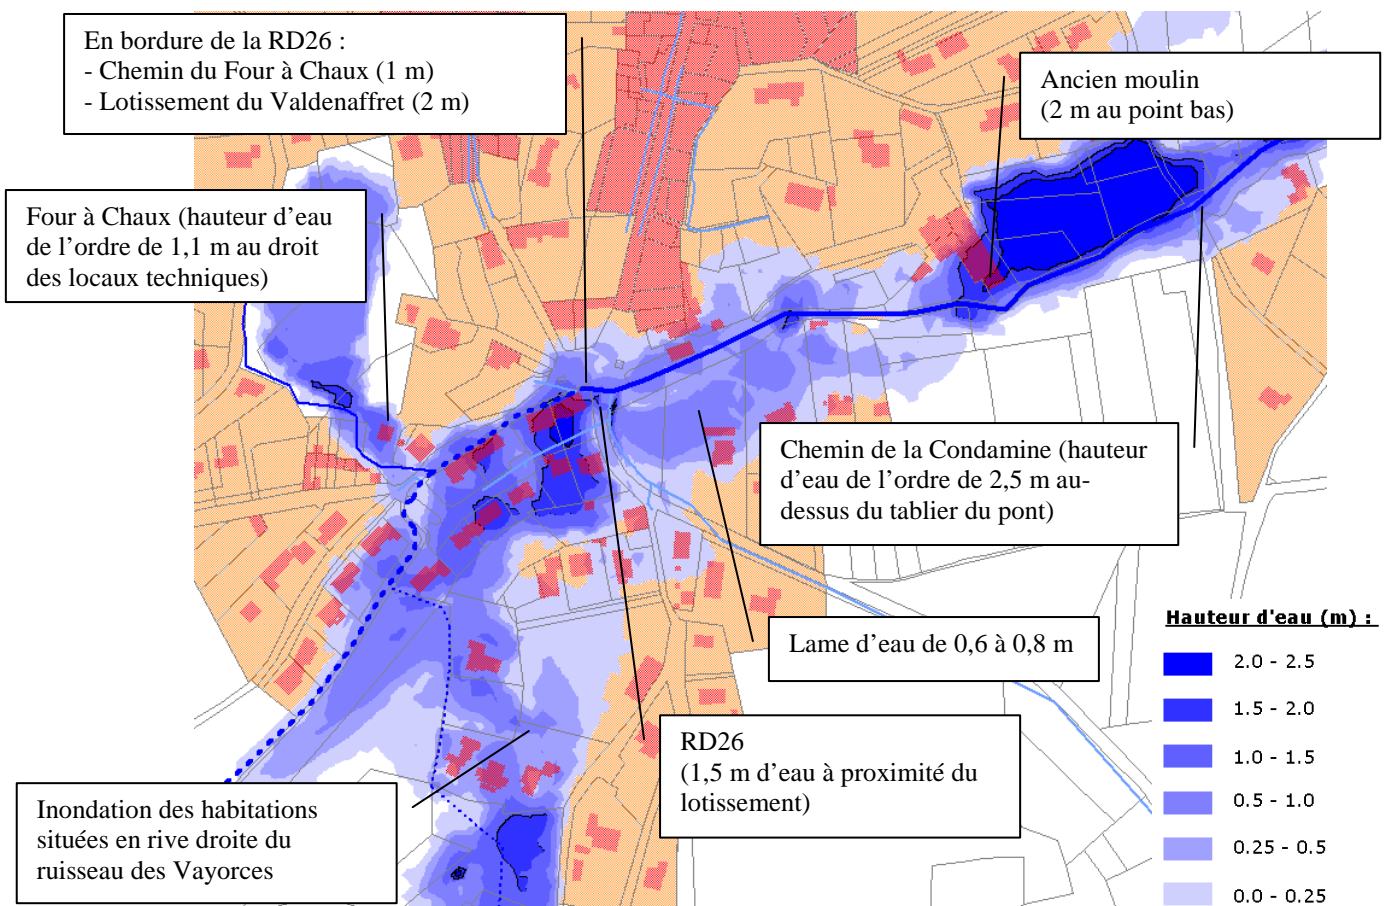 En bordure de la RD26 :
- Chemin du Four à Chaux (1 m)
- Lotissement du Valdenaffret (2 m)
Ancien moulin
(2 m au point bas)
Four à Chaux (hauteur d’eau
de l’ordre de 1,1 m au droit
des locaux techniques)
Chemin de la Condamine (hauteur
d’eau de l’ordre de 2,5 m au-
dessus du tablier du pont)
Lame d’eau de 0,6 à 0,8 m
RD26
(1,5 m d’eau à proximité du
lotissement)
Inondation des habitations
situées en rive droite du
ruisseau des Vayorces
Hauteur d'eau (m) :
2.0 - 2.5
1.5 - 2.0
1.0 - 1.5
0.5 - 1.0
0.25 - 0.5
0.0 - 0.25